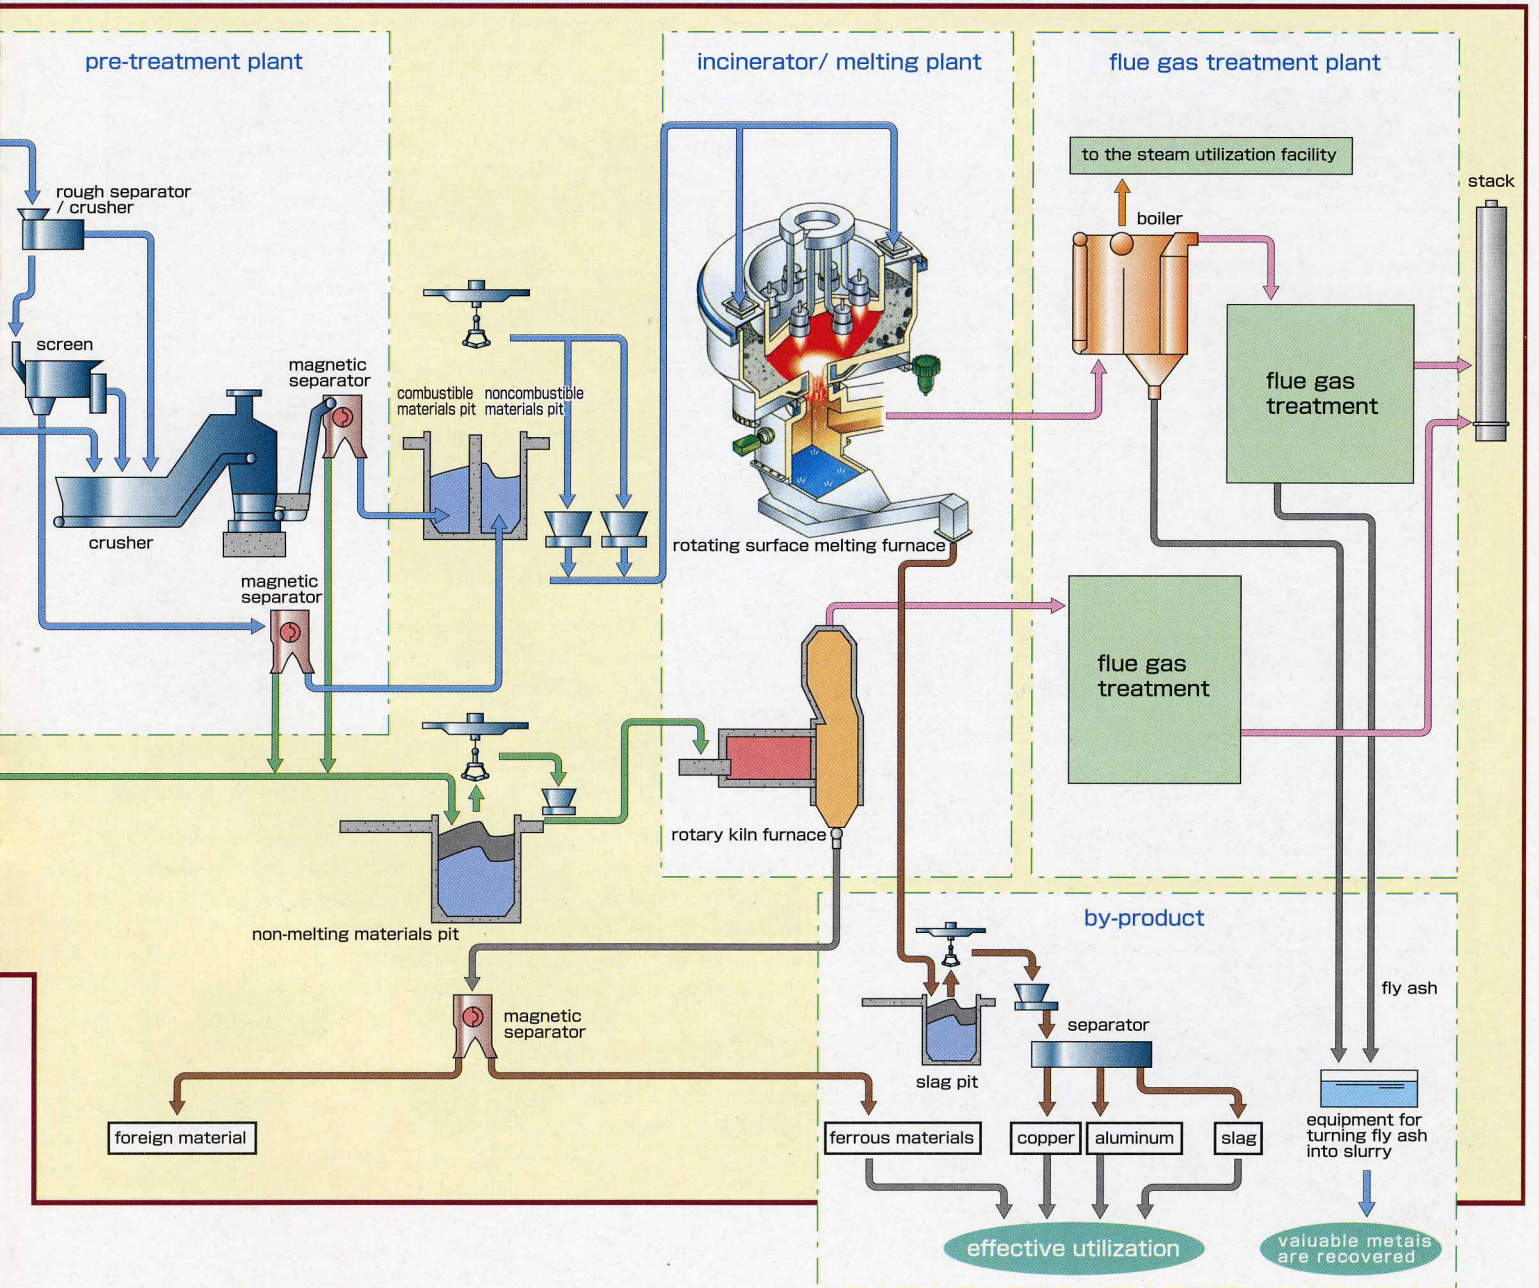 pre-treatment plant
incinerator/ melting plant
flue gas treatment plant
to the steam utilization facility
stack
rough separator
/ crusher
boiler
screen
magnetic
separator
combustible
materials pit
noncombustible
materials pit
flue gas
treatment
crusher
rotating surface melting furnace
magnetic
separator
flue gas
treatment
rotary kiln furnace
non-melting materials pit
by-product
fly ash
magnetic
separator
separator
slag pit
foreign material
ferrous materials
copper
aluminum
slag
equipment for
turning fly ash
into slurry
effective utilization
vaiuable metais
are recovered